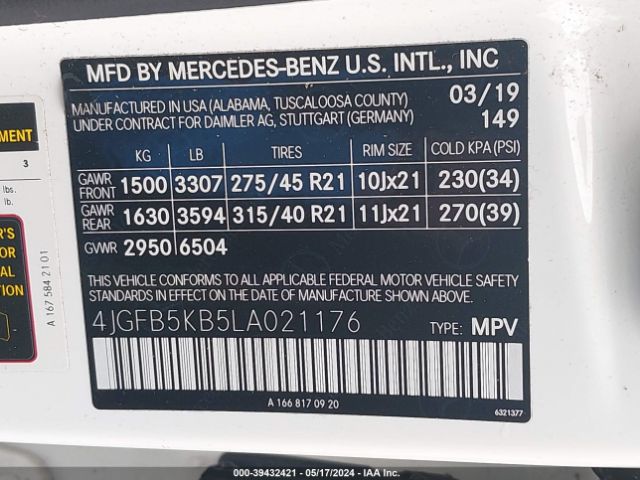 MFD BY MERCEDES-BENZ U.S. INTL., INC
MANUFACTURED IN USA (ALABAMA, TUSCALOOSA COUNTY) 03/19
UNDER CONTRACT FOR DAIMLER AG, STUTTGART (GERMANY) 149
KG LB TIRES RIM SIZE COLD KPA (PSI)
GAWR FRONT 1500 3307 275/45 R21 10Jx21 230(34)
GAWR REAR 1630 3594 315/40 R21 11Jx21 270(39)
GVWR 2950 6504
THIS VEHICLE CONFORMS TO ALL APPLICABLE FEDERAL MOTOR VEHICLE SAFETY
STANDARDS IN EFFECT ON THE DATE OF MANUFACTURE SHOWN ABOVE.
4JGFB5KB5LA021176 TYPE: MPV
A 166 817 09 20
6321377
MENT
3
lbs.
lb.
R'S
FOR
NAL
TION
A 167 584 21 01
000-39432421 - 05/17/2024 - IAAI.COM